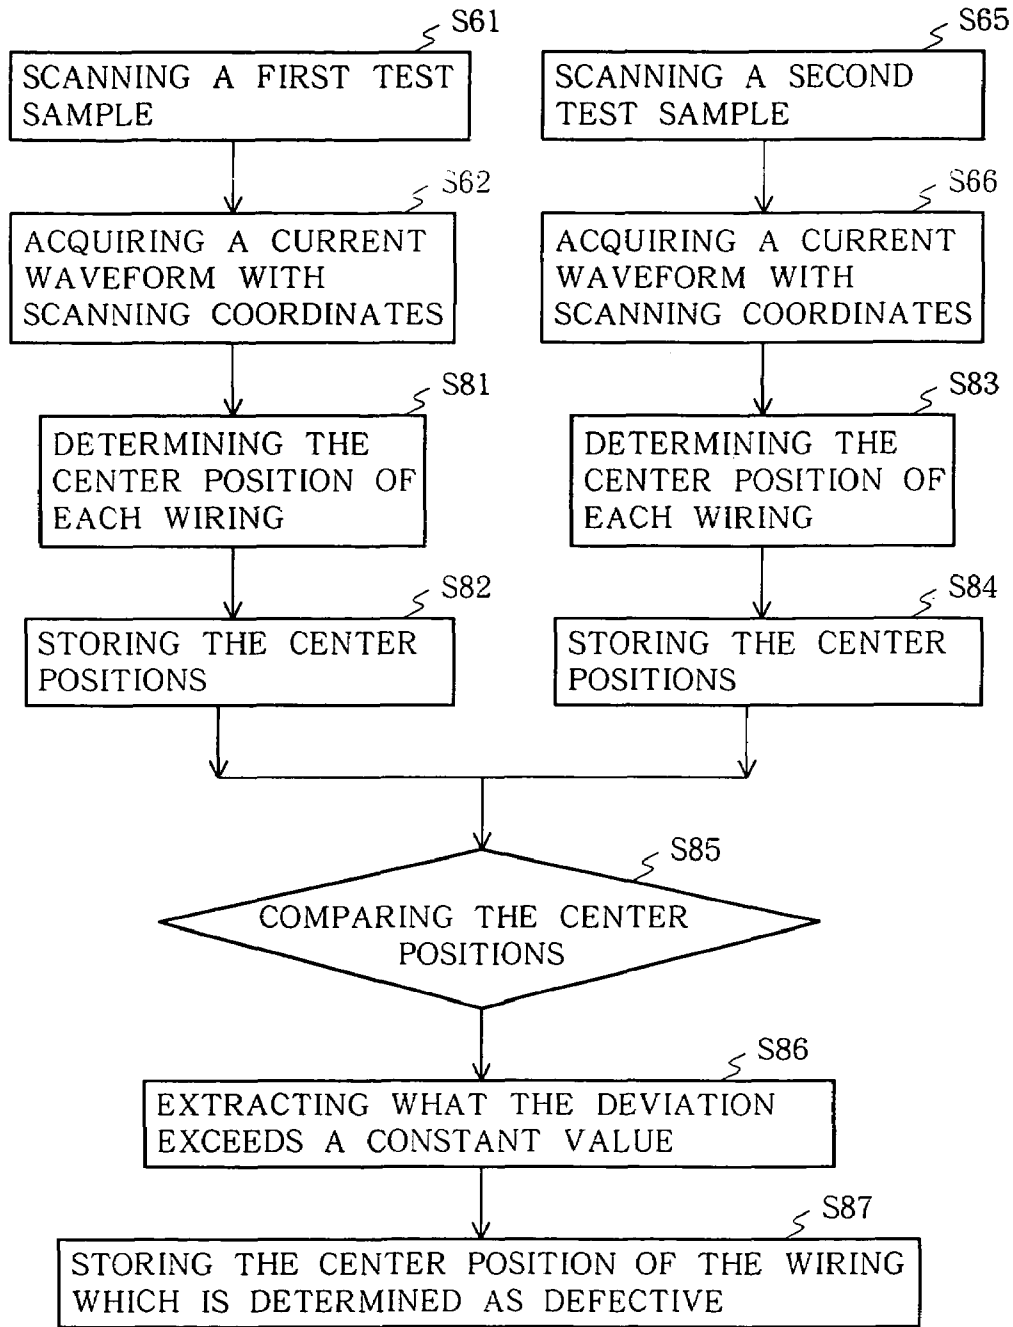 S61
SCANNING A FIRST TEST
SAMPLE
S62
ACQUIRING A CURRENT
WAVEFORM WITH
SCANNING COORDINATES
S81
DETERMINING THE
CENTER POSITION OF
EACH WIRING
S82
STORING THE CENTER
POSITIONS
S65
SCANNING A SECOND
TEST SAMPLE
S66
ACQUIRING A CURRENT
WAVEFORM WITH
SCANNING COORDINATES
S83
DETERMINING THE
CENTER POSITION OF
EACH WIRING
S84
STORING THE CENTER
POSITIONS
S85
COMPARING THE CENTER
POSITIONS
S86
EXTRACTING WHAT THE DEVIATION
EXCEEDS A CONSTANT VALUE
S87
STORING THE CENTER POSITION OF THE WIRING
WHICH IS DETERMINED AS DEFECTIVE